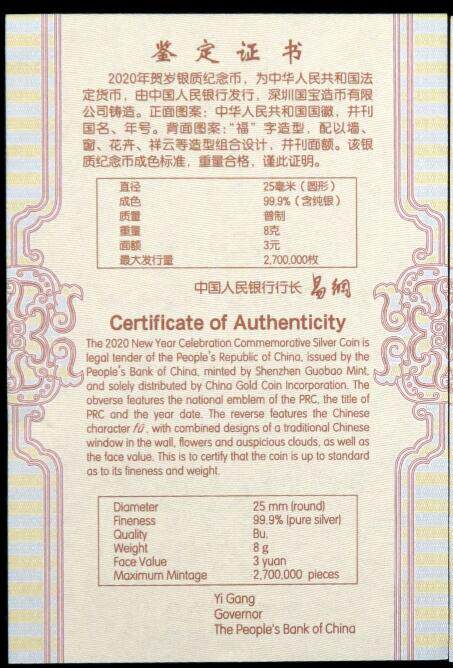 鉴定证书
2020年贺岁银质纪念币，为中华人民共和国法
定货币，由中国人民银行发行，深圳国宝造币有限
公司铸造。正面图案：中华人民共和国国徽，并刊
国名、年号。背面图案：“福”字造型，配以墙、
窗、花卉、祥云等造型组合设计，并刊面额。该银
质纪念币成色标准，重量合格，谨此证明。
直径 25毫米（圆形）
成色 99.9%（含纯银）
质量 普制
重量 8克
面额 3元
最大发行量 2,700,000枚
中国人民银行行长 易纲
Certificate of Authenticity
The 2020 New Year Celebration Commemorative Silver Coin is
legal tender of the People's Republic of China, issued by the
People's Bank of China, minted by Shenzhen Guobao Mint,
and solely distributed by China Gold Coin Incorporation. The
obverse features the national emblem of the PRC, the title of
PRC and the year date. The reverse features the Chinese
character fú, with combined designs of a traditional Chinese
window in the wall, flowers and auspicious clouds, as well as
the face value. This is to certify that the coin is up to standard
as to its fineness and weight.
Diameter 25 mm (round)
Fineness 99.9% (pure silver)
Quality Bu.
Weight 8 g
Face Value 3 yuan
Maximum Mintage 2,700,000 pieces
Yi Gang
Governor
The People's Bank of China